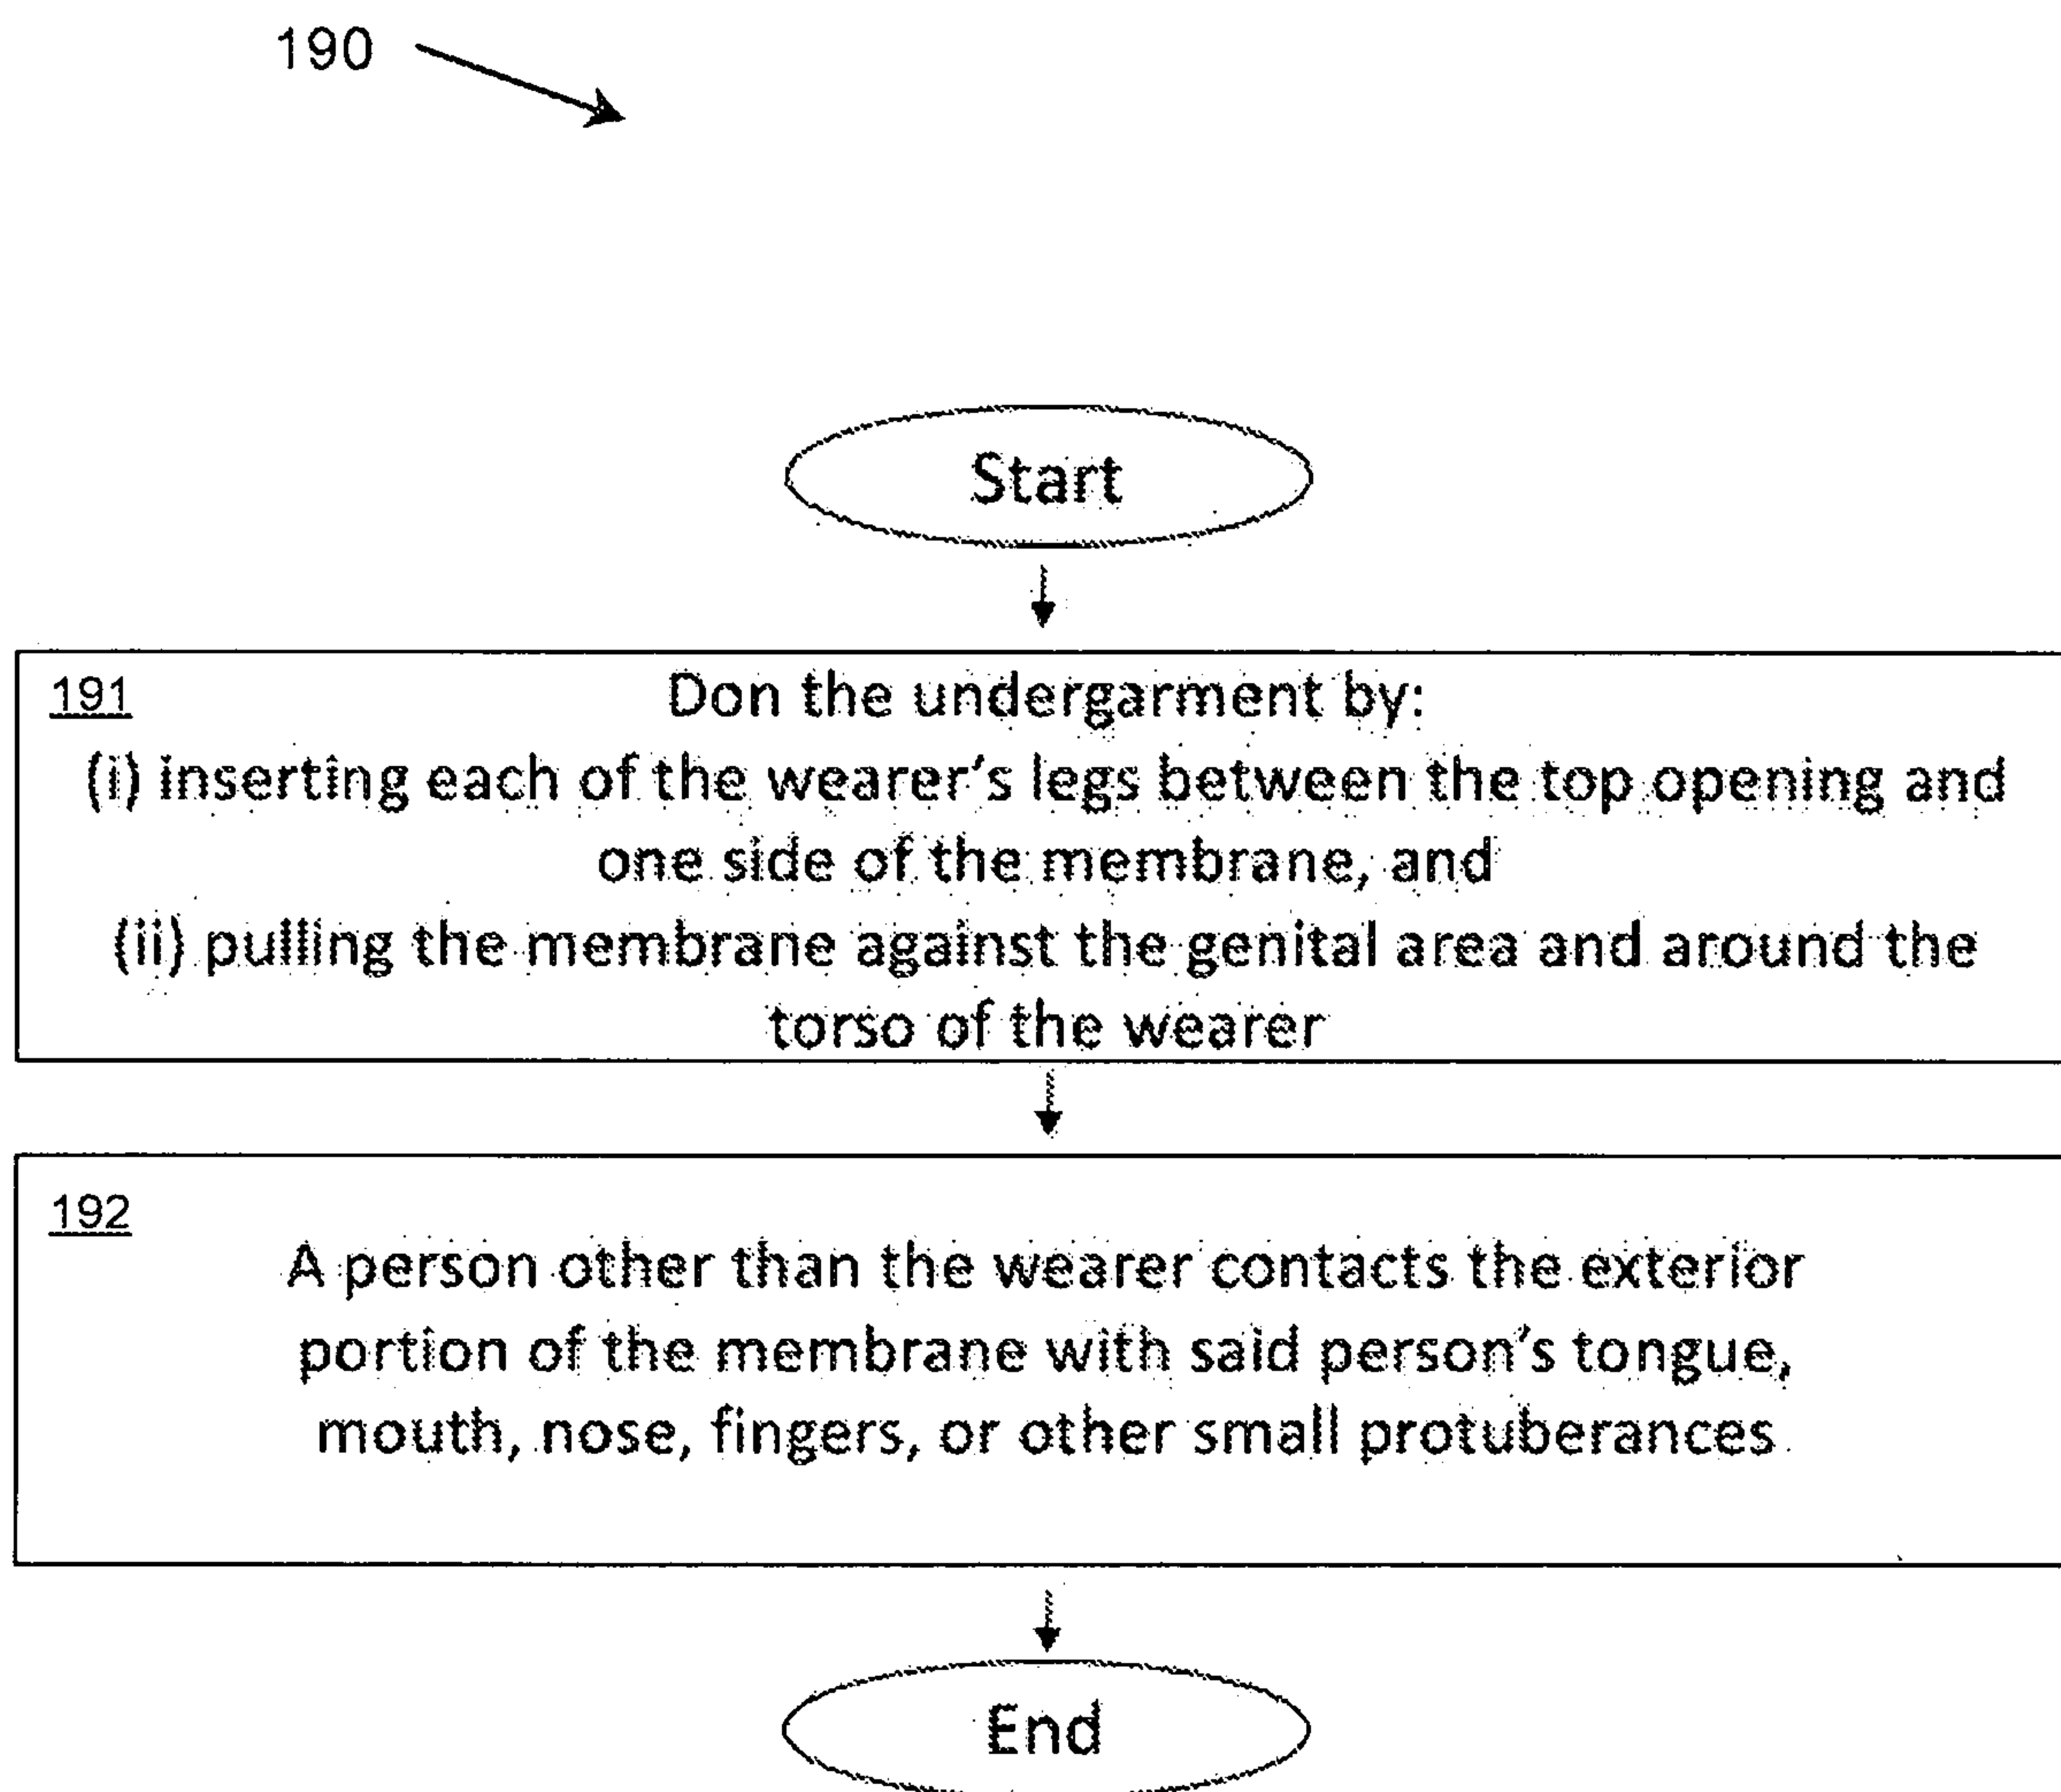 190
Start
191
Don the undergarment by:
(i) inserting each of the wearer's legs between the top opening and
one side of the membrane, and
(ii) pulling the membrane against the genital area and around the
torso of the wearer
192
A person other than the wearer contacts the exterior
portion of the membrane with said person's tongue,
mouth, nose, fingers, or other small protuberances
End